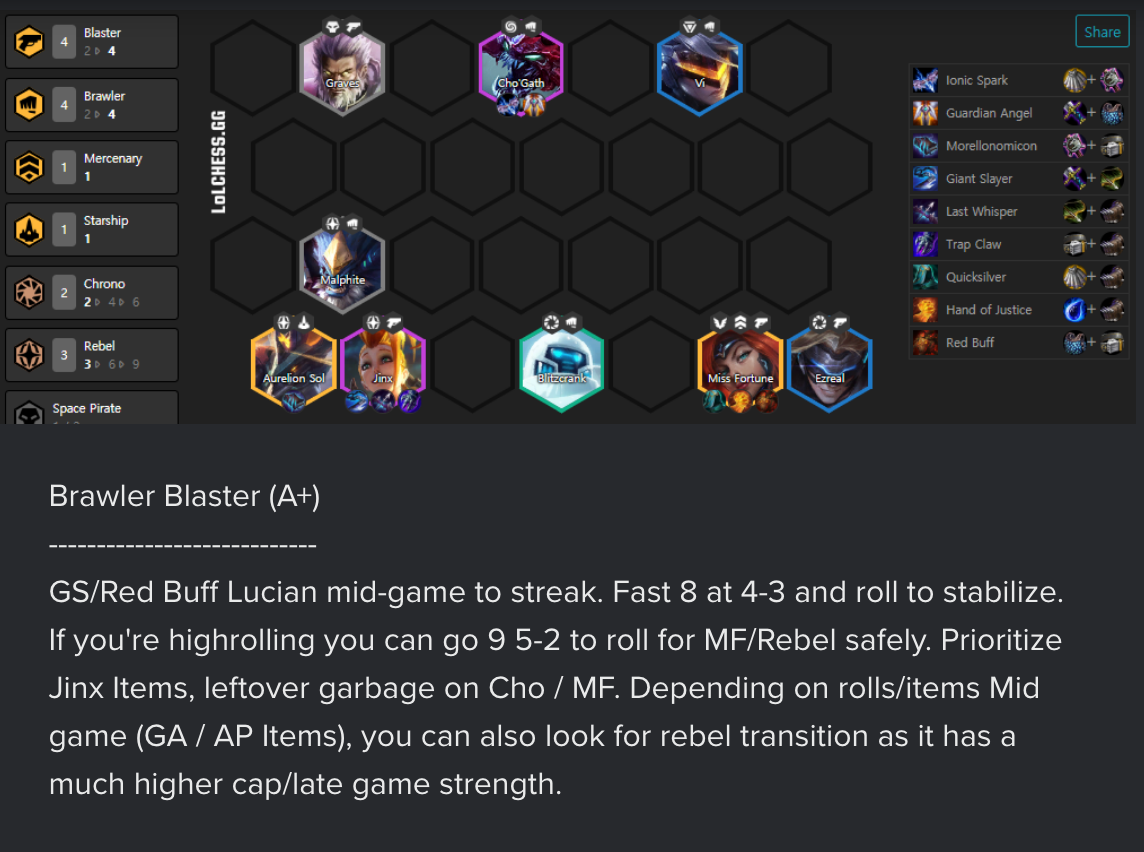 Share
4
Blaster
2 4
4
Brawler
2 4
1
Mercenary
1
1
Starship
1
2
Chrono
2 4 6
3
Rebel
3 6 9
Space Pirate
LoLCHESS.GG
Graves
Cho'Gath
Vi
Malphite
Aurelion Sol
Jinx
Blitzcrank
Miss Fortune
Ezreal
Ionic Spark +
Guardian Angel +
Morellonomicon +
Giant Slayer +
Last Whisper +
Trap Claw +
Quicksilver +
Hand of Justice +
Red Buff +
Brawler Blaster (A+)
----------------------------
GS/Red Buff Lucian mid-game to streak. Fast 8 at 4-3 and roll to stabilize.
If you're highrolling you can go 9 5-2 to roll for MF/Rebel safely. Prioritize
Jinx Items, leftover garbage on Cho / MF. Depending on rolls/items Mid
game (GA / AP Items), you can also look for rebel transition as it has a
much higher cap/late game strength.